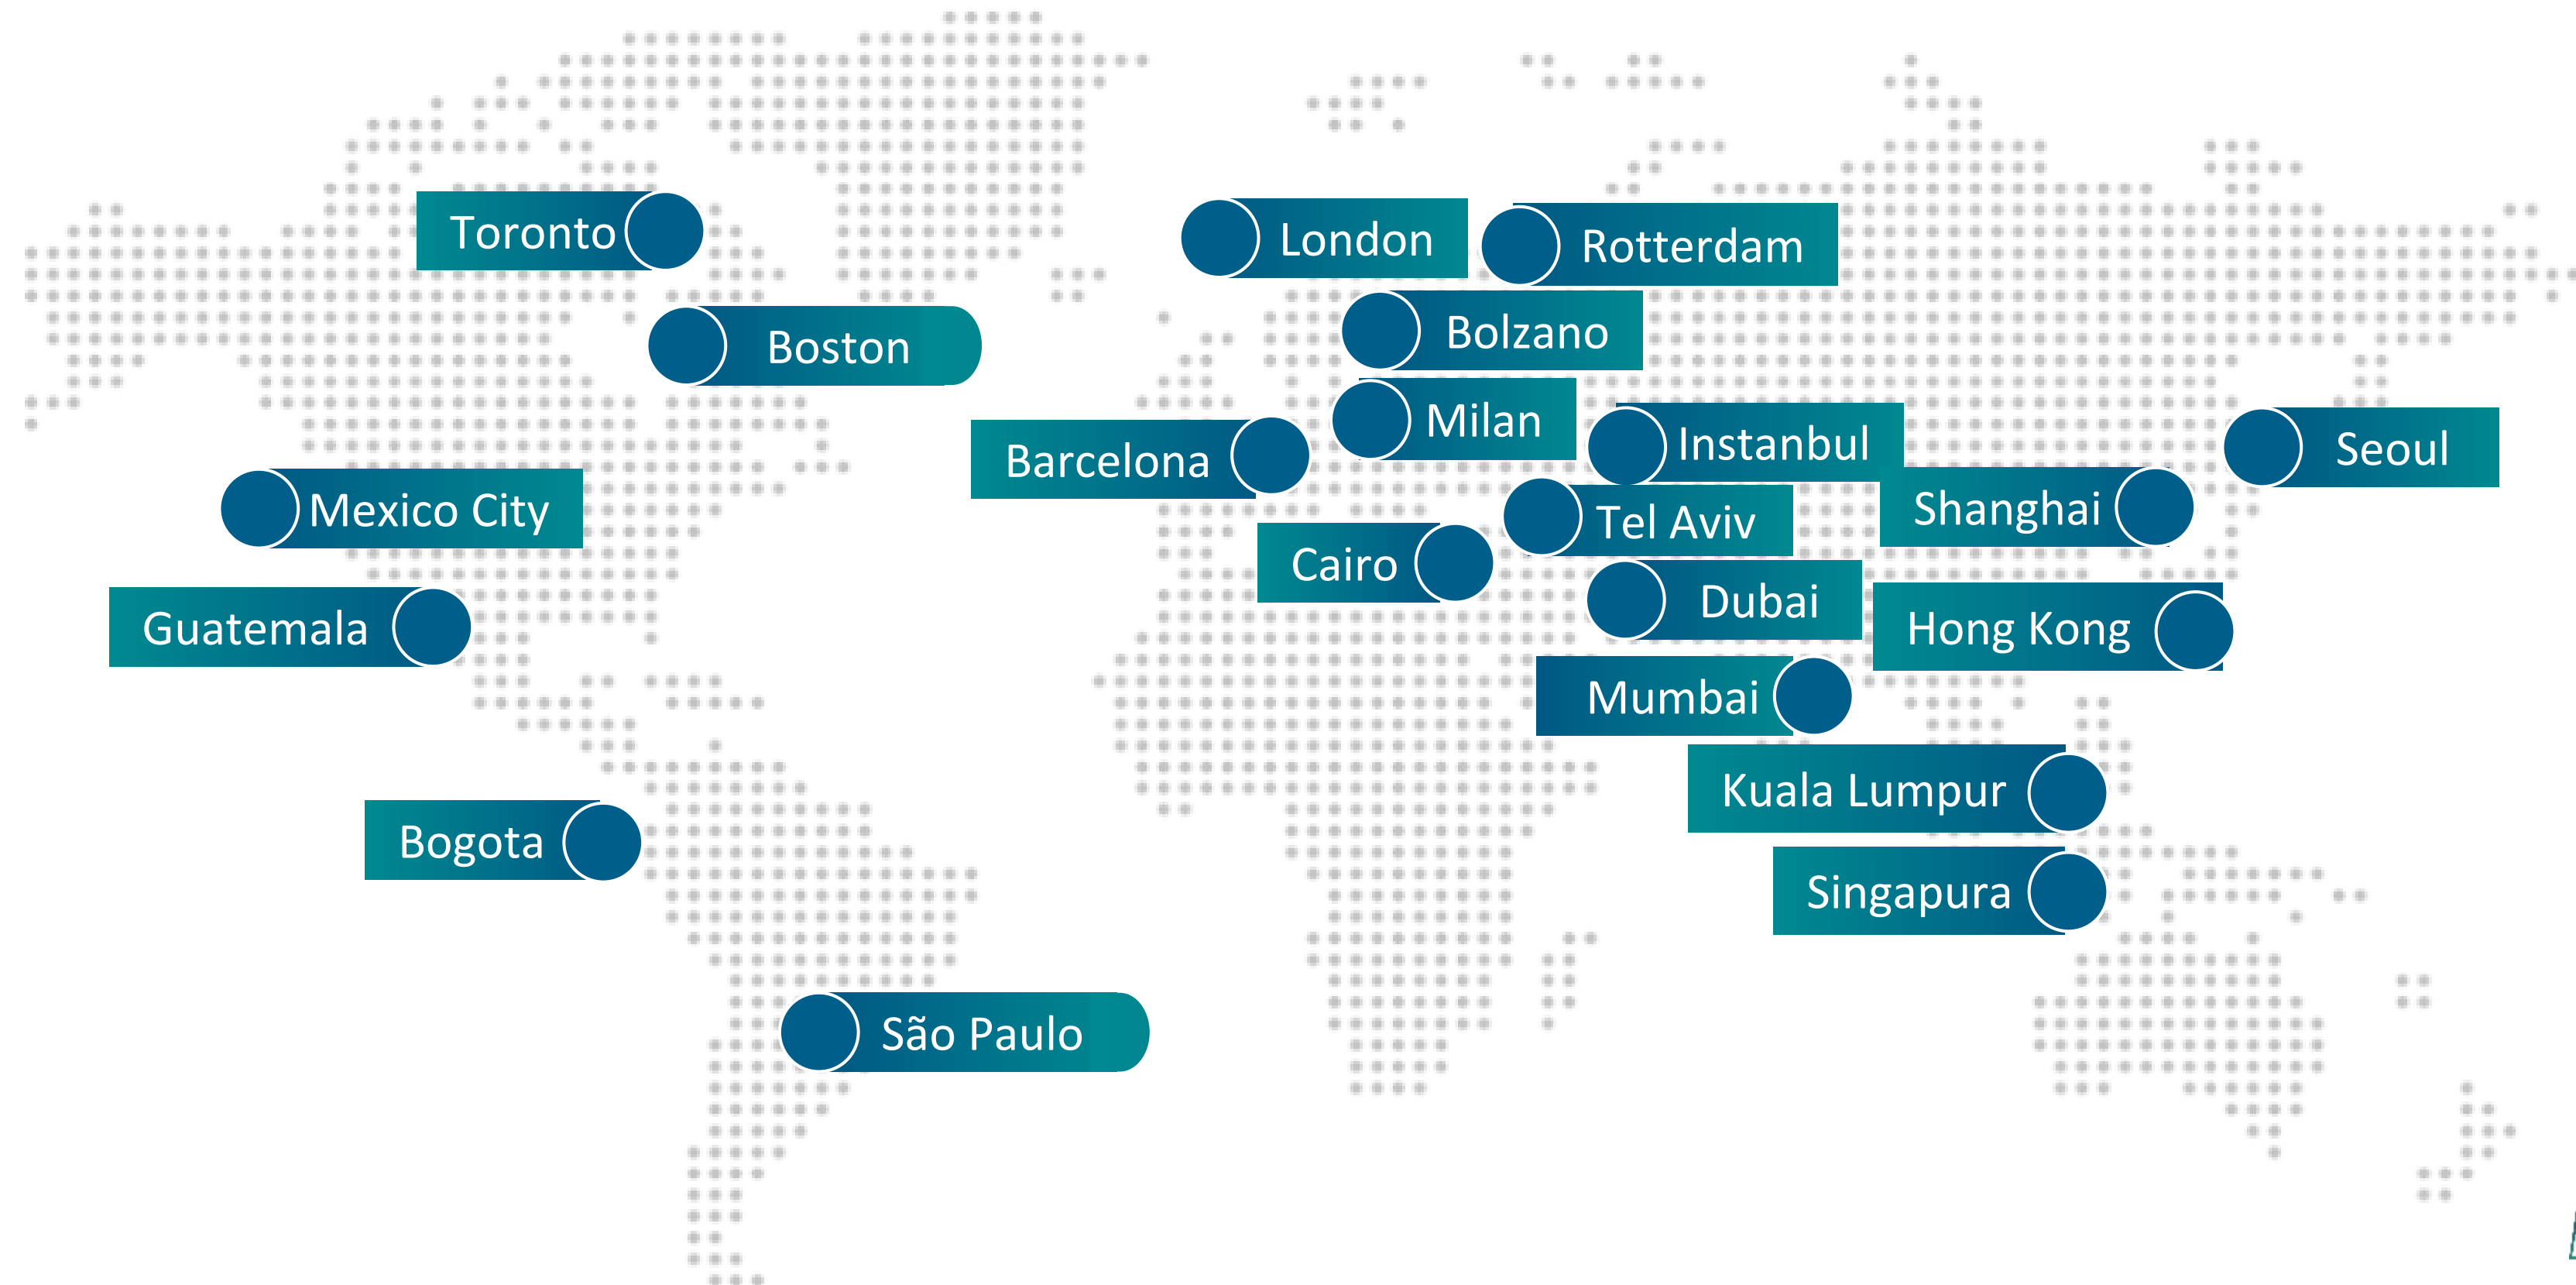 Toronto
London
Rotterdam
Boston
Bolzano
Milan
Barcelona
Instanbul
Seoul
Mexico City
Tel Aviv
Shanghai
Cairo
Dubai
Guatemala
Hong Kong
Mumbai
Kuala Lumpur
Bogota
Singapura
São Paulo